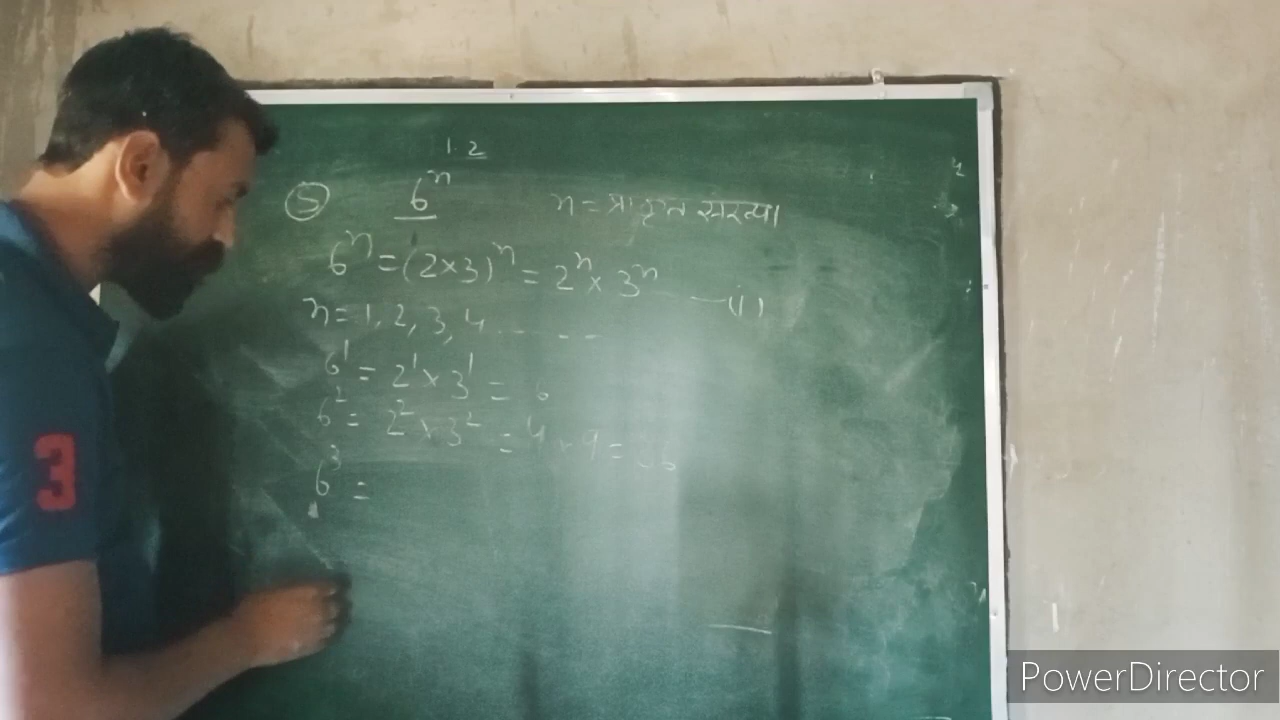 1.2
(5) 6ⁿ n = प्राकृत संख्या
6ⁿ = (2×3)ⁿ = 2ⁿ × 3ⁿ —(i)
n = 1, 2, 3, 4 --- --
6¹ = 2¹ × 3¹ = 6
6² = 2² × 3² = 4 × 9 = 36
6³ =
3
PowerDirector